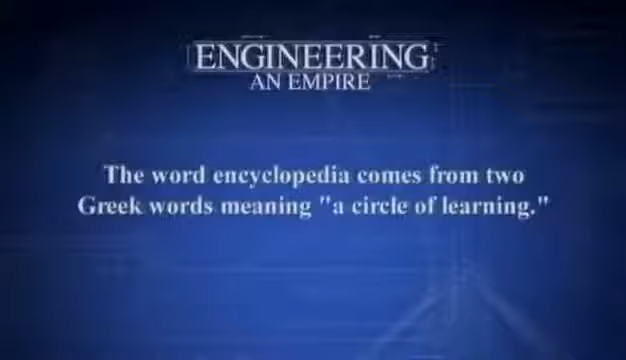 ENGINEERING
AN EMPIRE
The word encyclopedia comes from two
Greek words meaning "a circle of learning."